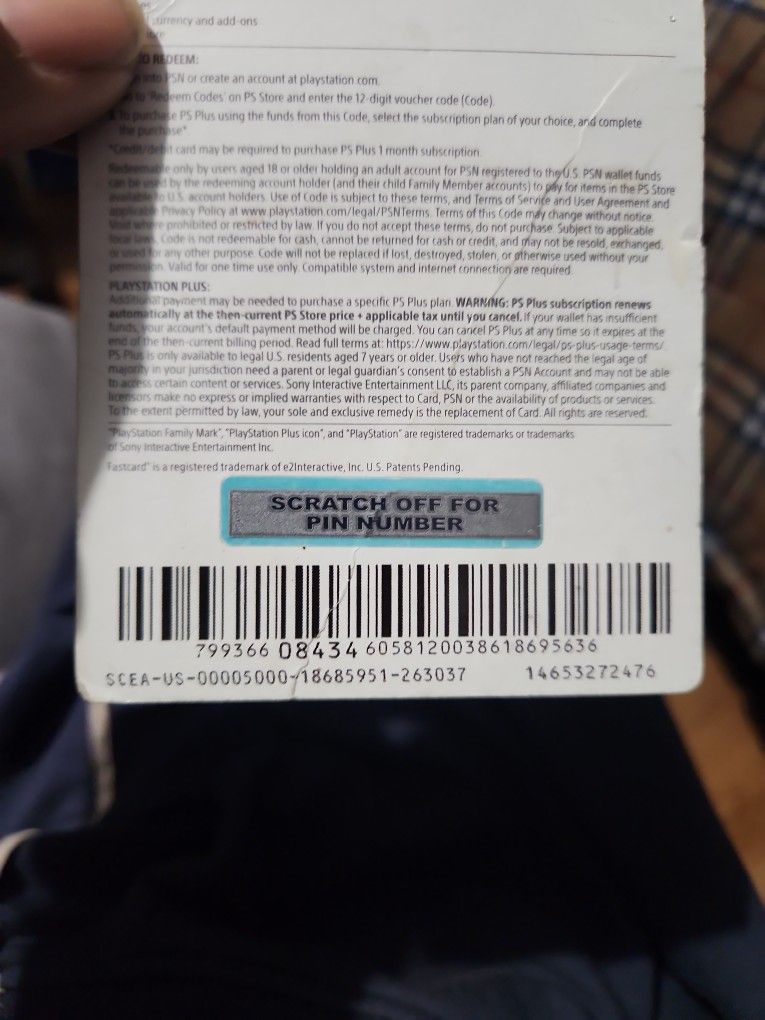 currency and add-ons
TO REDEEM:
into PSN or create an account at playstation.com.
to 'Redeem Codes' on PS Store and enter the 12-digit voucher code (Code).
To purchase PS Plus using the funds from this Code, select the subscription plan of your choice, and complete
the purchase*
*Credit/debit card may be required to purchase PS Plus 1 month subscription.
Redeemable only by users aged 18 or older holding an adult account for PSN registered to the U.S. PSN wallet funds
can be used by the redeeming account holder (and their child Family Member accounts) to pay for items in the PS Store
available to U.S. account holders. Use of Code is subject to these terms, and Terms of Service and User Agreement and
applicable Privacy Policy at www.playstation.com/legal/PSNTerms. Terms of this Code may change without notice.
Void where prohibited or restricted by law. If you do not accept these terms, do not purchase. Subject to applicable
local laws, Code is not redeemable for cash, cannot be returned for cash or credit, and may not be resold, exchanged,
or used for any other purpose. Code will not be replaced if lost, destroyed, stolen, or otherwise used without your
permission. Valid for one time use only. Compatible system and internet connection are required.
PLAYSTATION PLUS:
Additional payment may be needed to purchase a specific PS Plus plan. WARNING: PS Plus subscription renews
automatically at the then-current PS Store price + applicable tax until you cancel. If your wallet has insufficient
funds, your account's default payment method will be charged. You can cancel PS Plus at any time so it expires at the
end of the then-current billing period. Read full terms at: https://www.playstation.com/legal/ps-plus-usage-terms/.
PS Plus is only available to legal U.S. residents aged 7 years or older. Users who have not reached the legal age of
majority in your jurisdiction need a parent or legal guardian's consent to establish a PSN Account and may not be able
to access certain content or services. Sony Interactive Entertainment LLC, its parent company, affiliated companies and
licensors make no express or implied warranties with respect to Card, PSN or the availability of products or services.
To the extent permitted by law, your sole and exclusive remedy is the replacement of Card. All rights are reserved.
"PlayStation Family Mark", "PlayStation Plus icon", and "PlayStation" are registered trademarks or trademarks
of Sony Interactive Entertainment Inc.
Fastcard® is a registered trademark of e2Interactive, Inc. U.S. Patents Pending.
SCRATCH OFF FOR
PIN NUMBER
799366 08434 6058120038618695636
SCEA-US-00005000-18685951-263037 14653272476